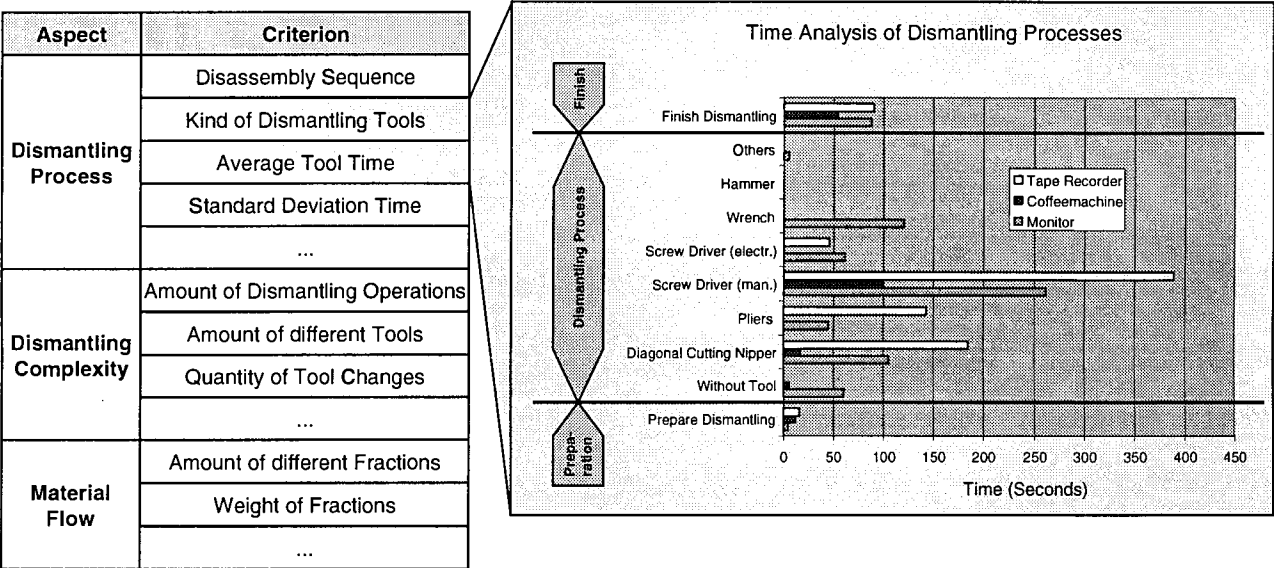 Aspect Criterion
Dismantling
Process
Disassembly Sequence
Kind of Dismantling Tools
Average Tool Time
Standard Deviation Time
...
Dismantling
Complexity
Amount of Dismantling Operations
Amount of different Tools
Quantity of Tool Changes
...
Material
Flow
Amount of different Fractions
Weight of Fractions
...
Time Analysis of Dismantling Processes
Finish
Dismantling Process
Prepa-
ration
Finish Dismantling
Others
Hammer
Wrench
Screw Driver (electr.)
Screw Driver (man.)
Pliers
Diagonal Cutting Nipper
Without Tool
Prepare Dismantling
Tape Recorder
Coffeemachine
Monitor
0 50 100 150 200 250 300 350 400 450
Time (Seconds)